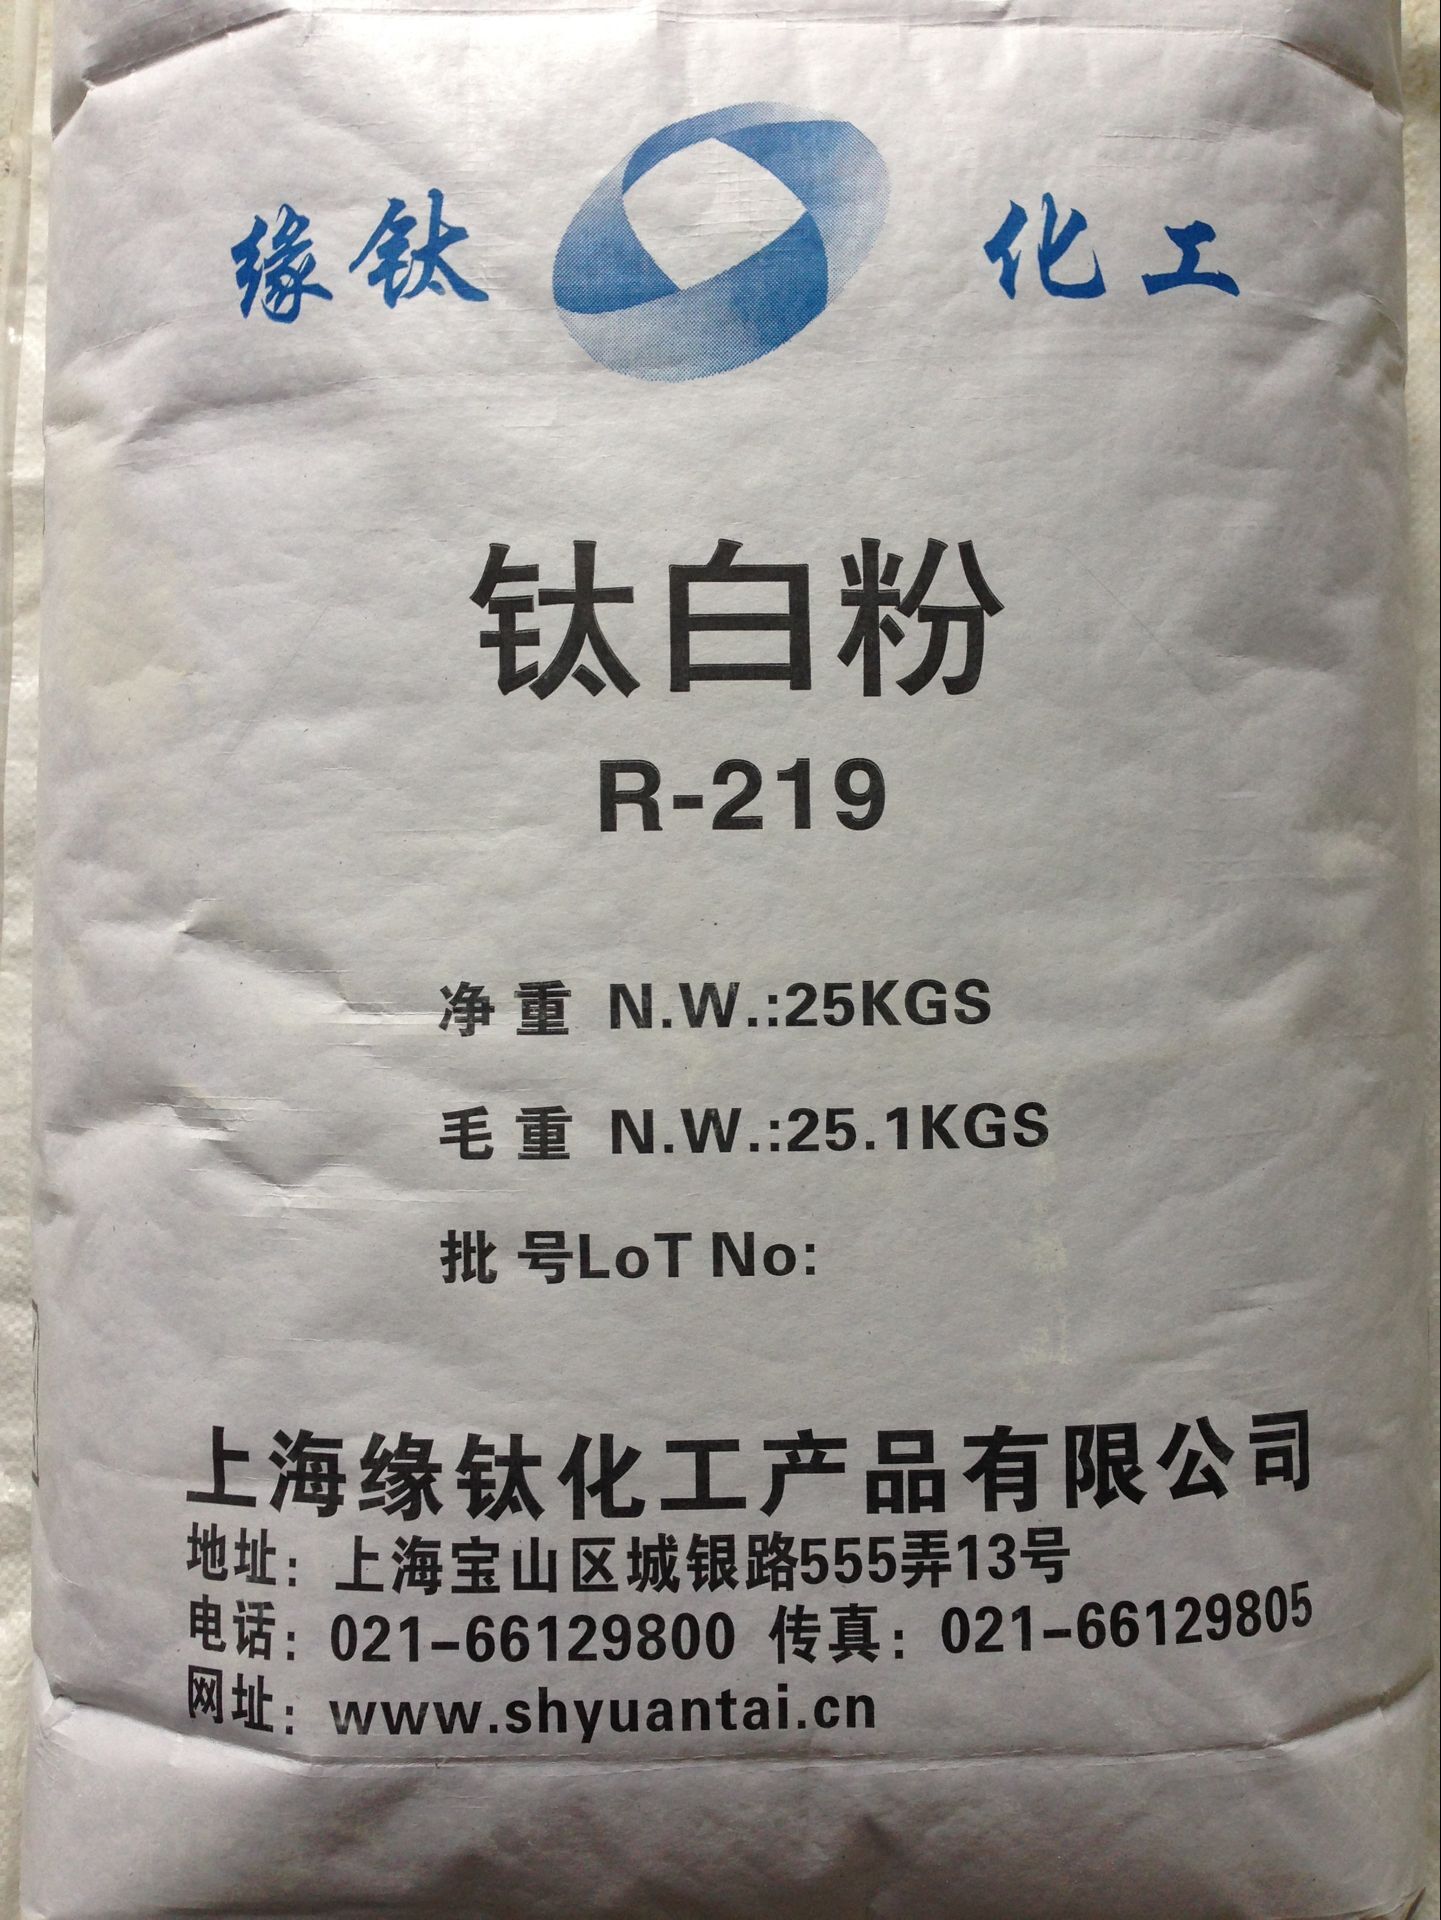 缘钛 化工
钛白粉
R-219
净重 N.W.:25KGS
毛重 N.W.:25.1KGS
批号LoT No:
上海缘钛化工产品有限公司
地址：上海宝山区城银路555弄13号
电话：021-66129800 传真：021-66129805
网址：www.shyuantai.cn